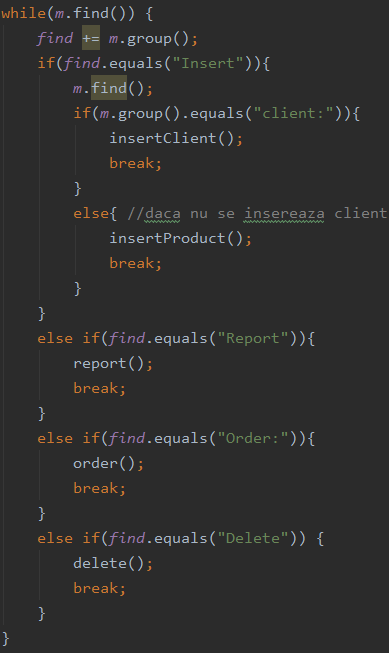 while(m.find()) {
    find += m.group();
    if(find.equals("Insert")){
        m.find();
        if(m.group().equals("client:")){
            insertClient();
            break;
        }
        else{ //daca nu se insereaza client
            insertProduct();
            break;
        }
    }
    else if(find.equals("Report")){
        report();
        break;
    }
    else if(find.equals("Order:")){
        order();
        break;
    }
    else if(find.equals("Delete")) {
        delete();
        break;
    }
}